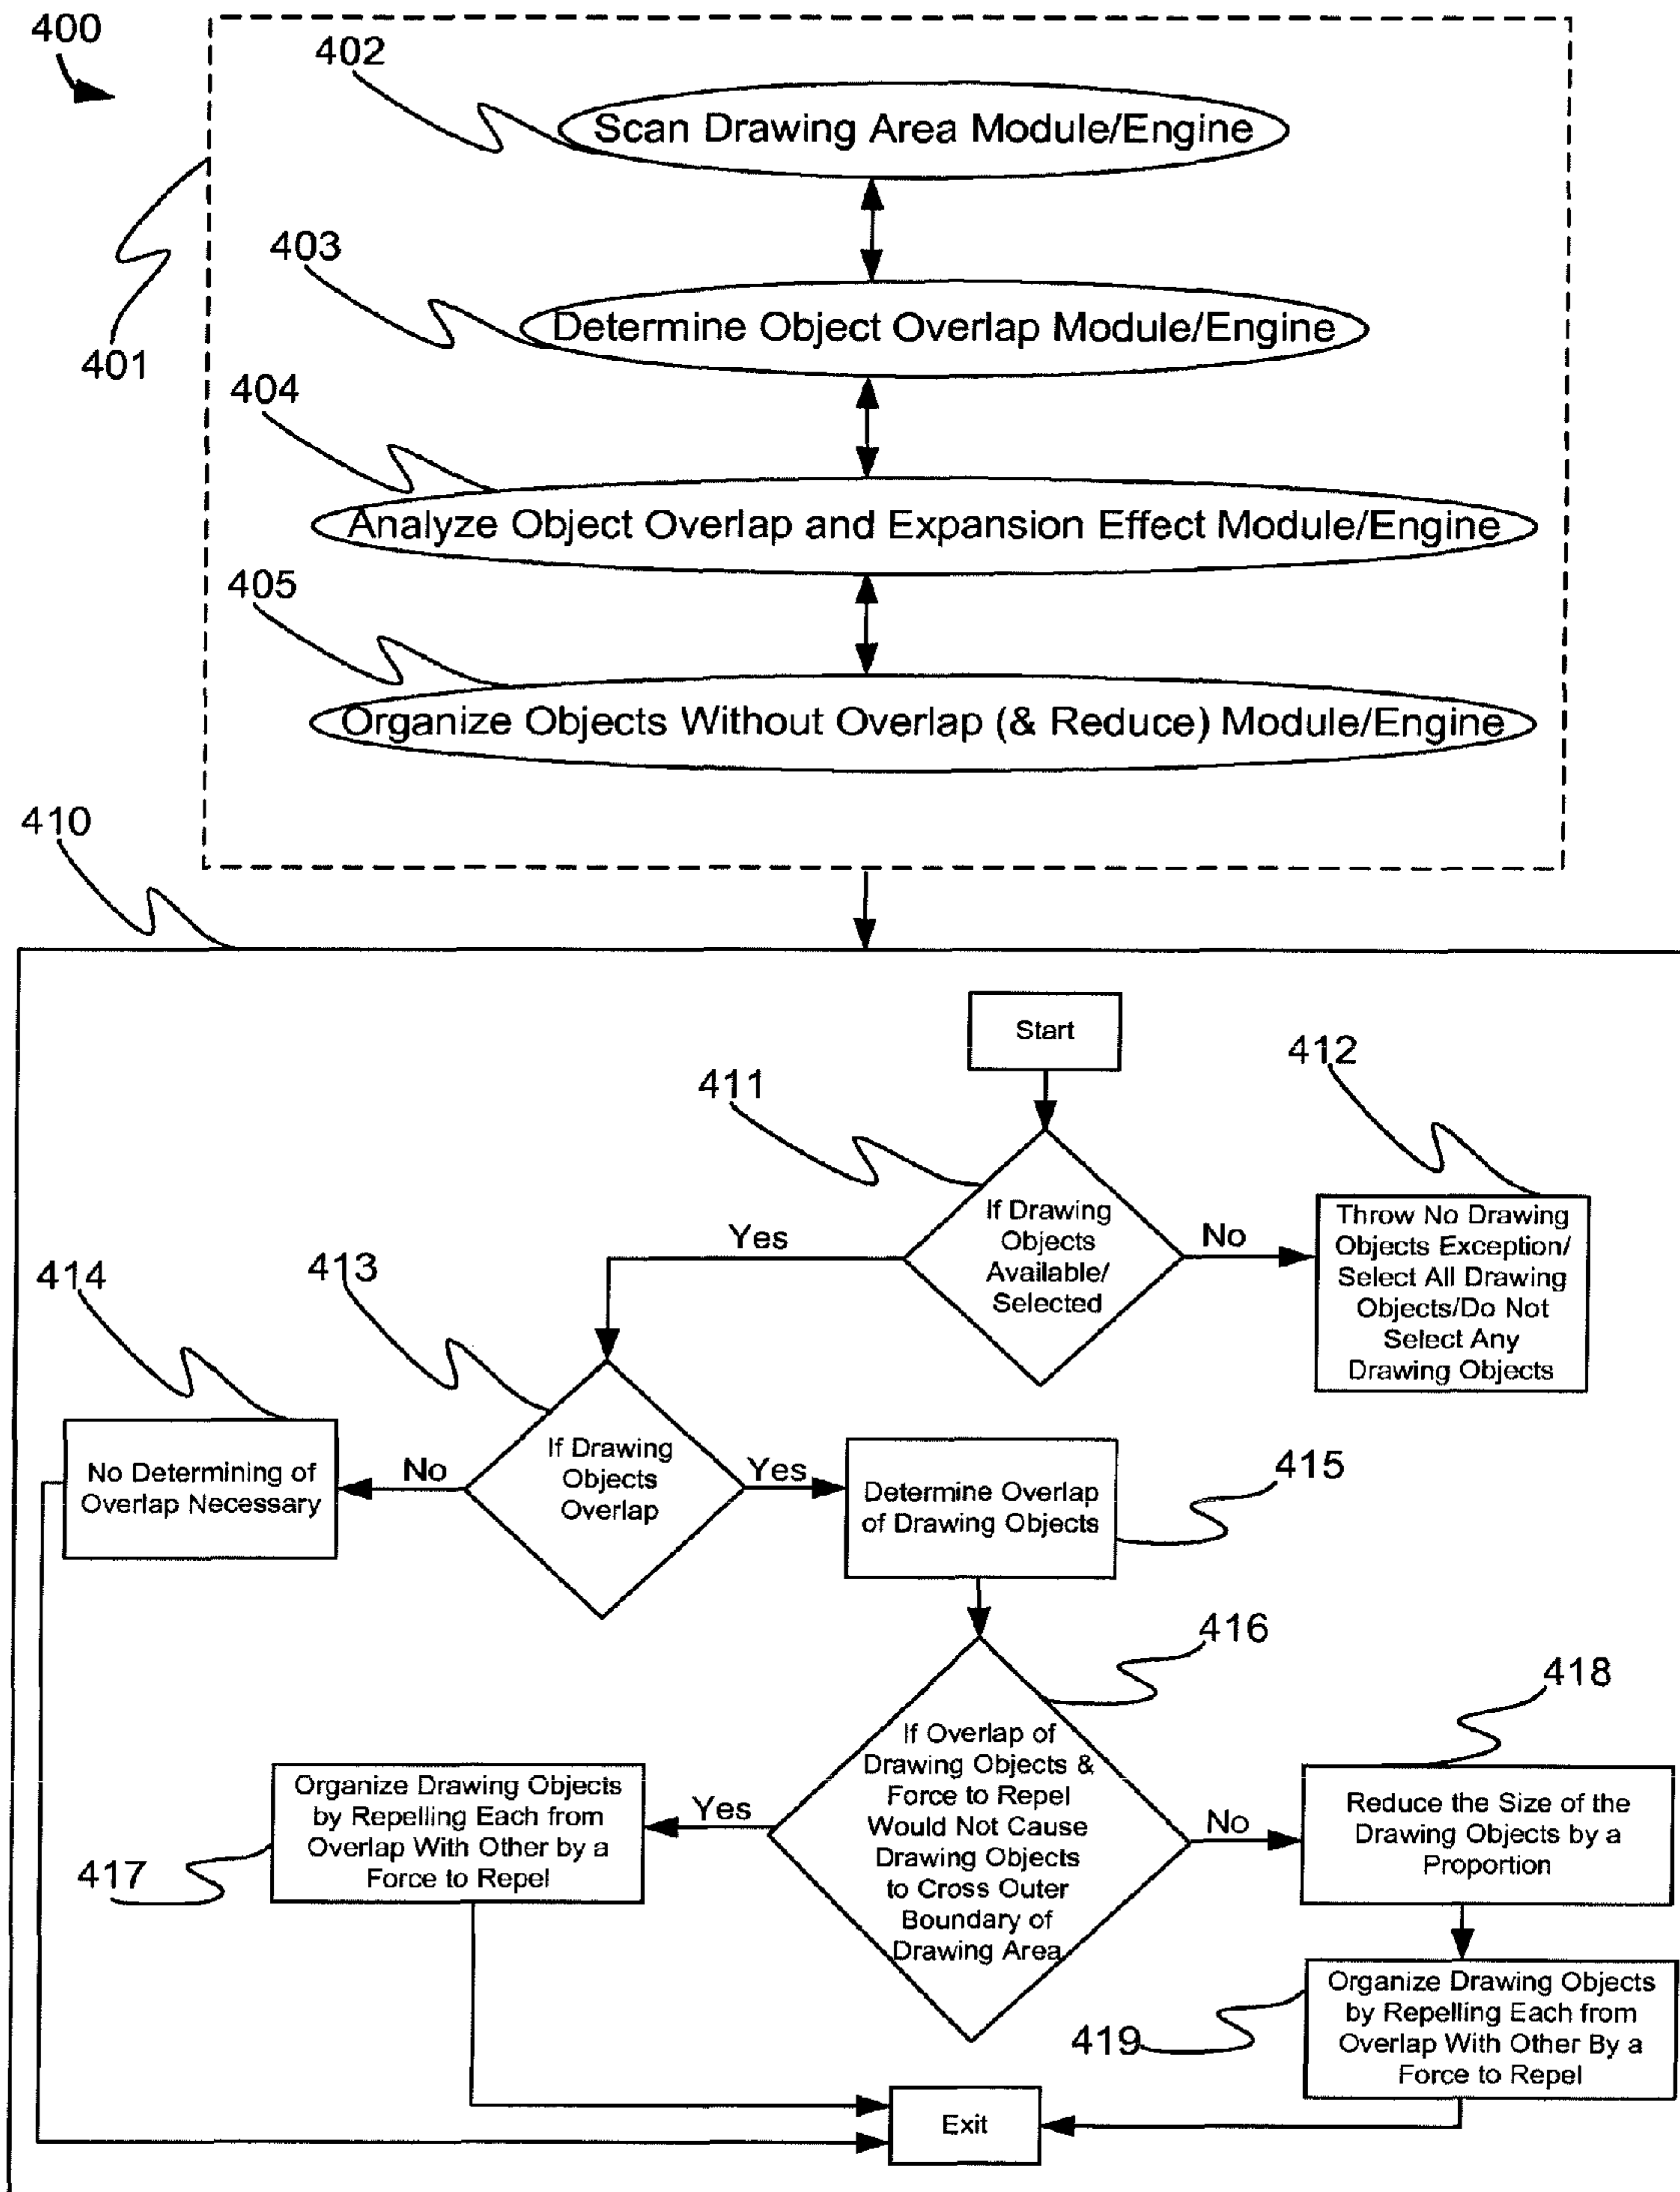 400
402
Scan Drawing Area Module/Engine
403
Determine Object Overlap Module/Engine
401
404
Analyze Object Overlap and Expansion Effect Module/Engine
405
Organize Objects Without Overlap (& Reduce) Module/Engine
410
Start
411
412
If Drawing
Objects
Available/
Selected
Yes
No
Throw No Drawing
Objects Exception/
Select All Drawing
Objects/Do Not
Select Any
Drawing Objects
413
414
If Drawing
Objects
Overlap
No
Yes
No Determining of
Overlap Necessary
Determine Overlap
of Drawing Objects
415
416
If Overlap of
Drawing Objects &
Force to Repel
Would Not Cause
Drawing Objects
to Cross Outer
Boundary of
Drawing Area
Yes
No
Organize Drawing Objects
by Repelling Each from
Overlap With Other by a
Force to Repel
417
418
Reduce the Size of the
Drawing Objects by a
Proportion
Organize Drawing Objects
by Repelling Each from
Overlap With Other By a
Force to Repel
419
Exit